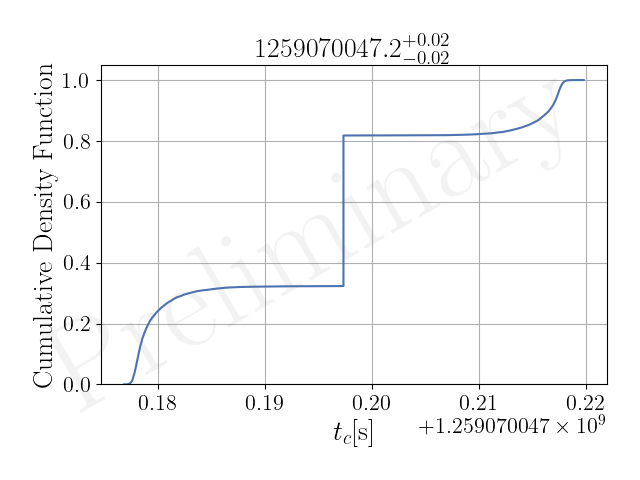 1259070047.2^{+0.02}_{-0.02}
Cumulative Density Function
1.0
0.8
0.6
0.4
0.2
0.0
Preliminary
0.18 0.19 0.20 0.21 0.22
t_c[s]
+1.259070047 × 10^9